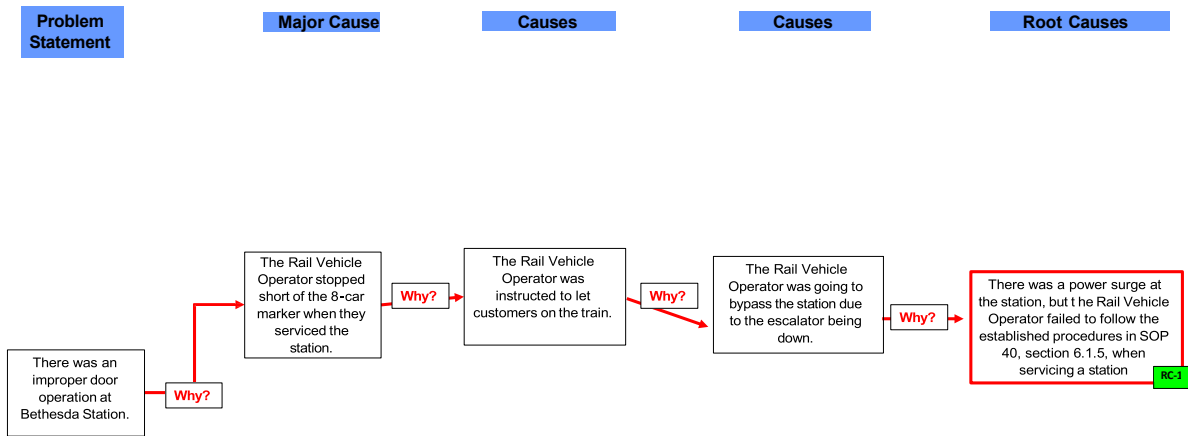 Problem
Statement
Major Cause
Causes
Causes
Root Causes
There was an
improper door
operation at
Bethesda Station.
Why?
The Rail Vehicle
Operator stopped
short of the 8-car
marker when they
serviced the
station.
Why?
The Rail Vehicle
Operator was
instructed to let
customers on the train.
Why?
The Rail Vehicle
Operator was going to
bypass the station due
to the escalator being
down.
Why?
There was a power surge at
the station, but t he Rail Vehicle
Operator failed to follow the
established procedures in SOP
40, section 6.1.5, when
servicing a station
RC-1